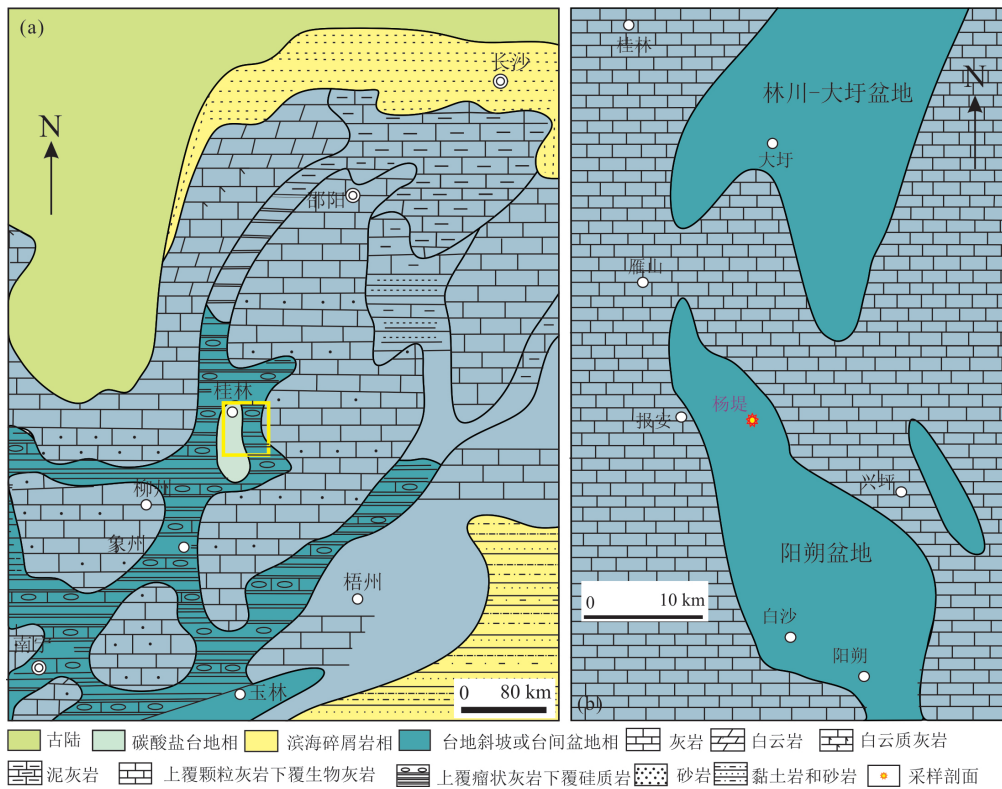 (a)
长沙
N
邵阳
桂林
柳州
象州
梧州
南宁
玉林
0 80 km
桂林
林川-大圩盆地
N
大圩
雁山
杨堤
报安
兴坪
阳朔盆地
0 10 km
白沙
阳朔
(b)
古陆 碳酸盐台地相 滨海碎屑岩相 台地斜坡或台间盆地相 灰岩 白云岩 白云质灰岩
泥灰岩 上覆颗粒灰岩下覆生物灰岩 上覆瘤状灰岩下覆硅质岩 砂岩 黏土岩和砂岩 采样剖面